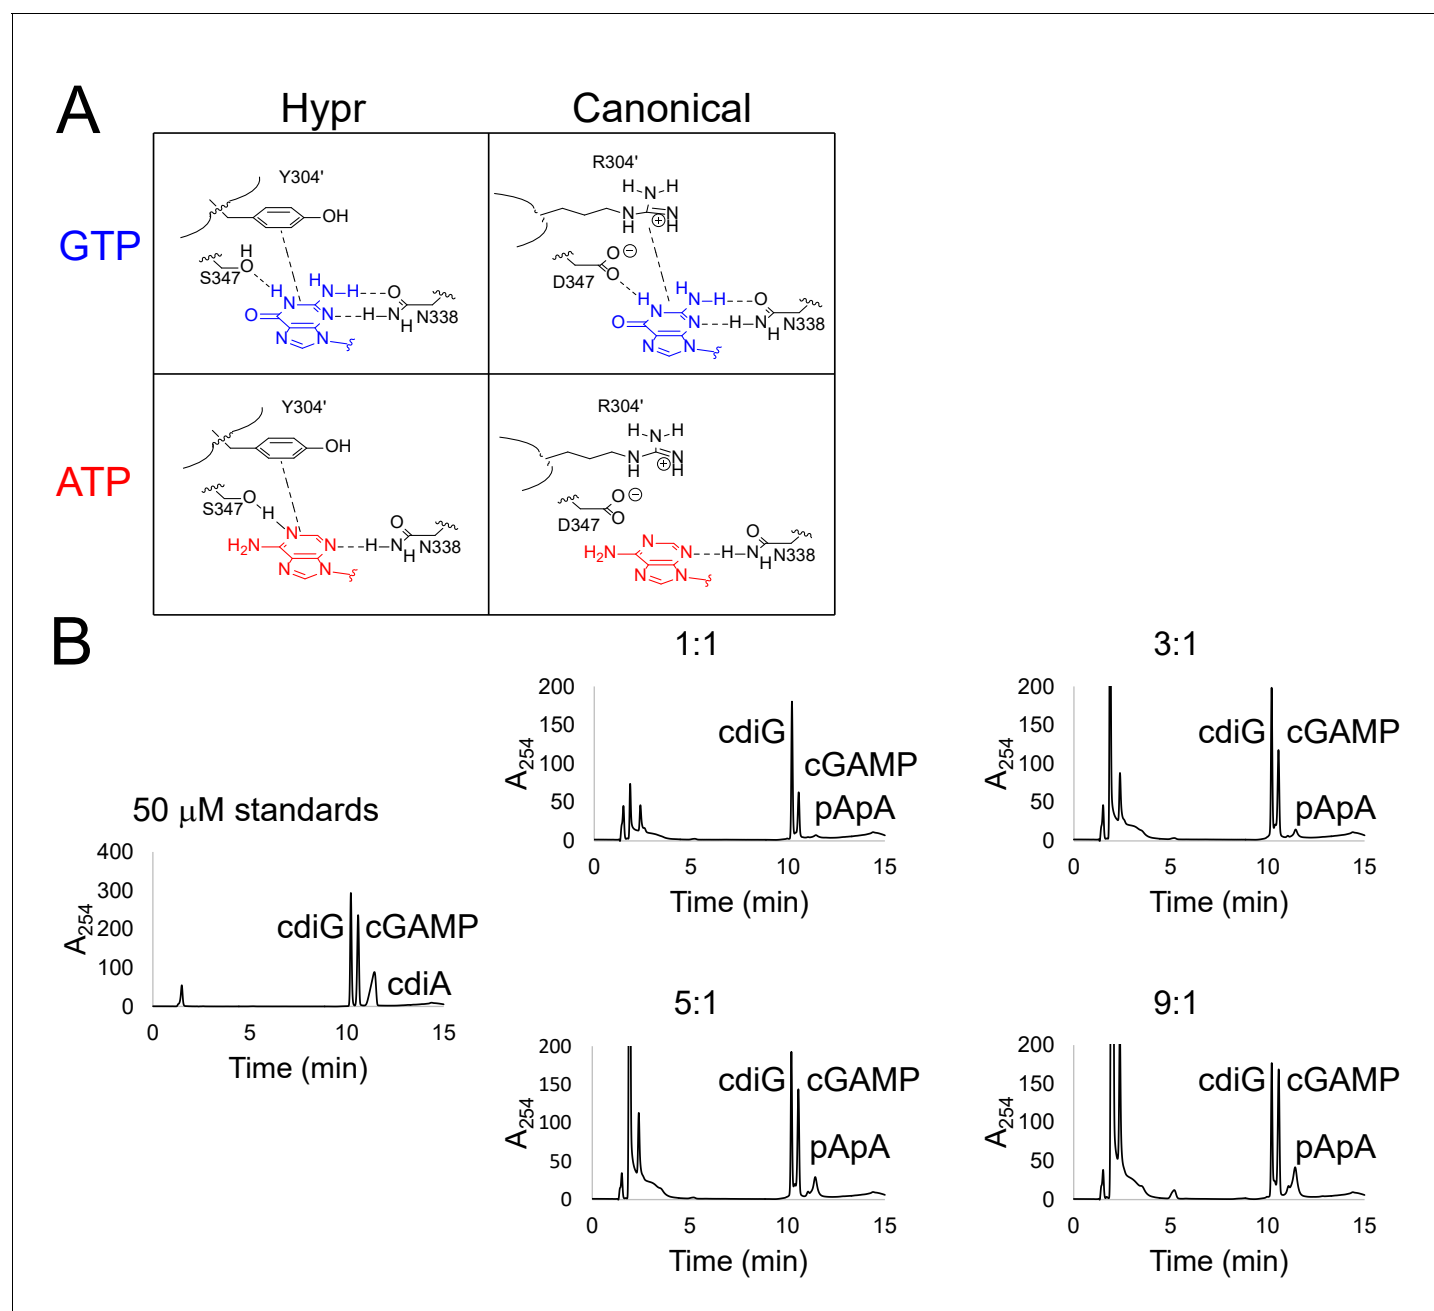 A
Hypr
Canonical
GTP
ATP
Y304'
OH
H
O
S347
H
N
H
N
H
O
O
N
H
N
H
N338
N
N
R304'
H
N
H
N
H
NH
⊕
O
⊖
O
D347
H
N
H
N
H
O
O
N
H
N
H
N338
N
N
Y304'
OH
O
S347
H
N
O
H2N
N
H
N
H
N338
N
N
R304'
H
N
H
N
H
NH
⊕
O
⊖
O
D347
N
O
H2N
N
H
N
H
N338
N
N
B
50 μM standards
400
300
200
100
0
A254
cdiG
cGAMP
cdiA
0 5 10 15
Time (min)
1:1
200
150
100
50
0
A254
cdiG
cGAMP
pApA
0 5 10 15
Time (min)
3:1
200
150
100
50
0
A254
cdiG
cGAMP
pApA
0 5 10 15
Time (min)
5:1
200
150
100
50
0
A254
cdiG
cGAMP
pApA
0 5 10 15
Time (min)
9:1
200
150
100
50
0
A254
cdiG
cGAMP
pApA
0 5 10 15
Time (min)